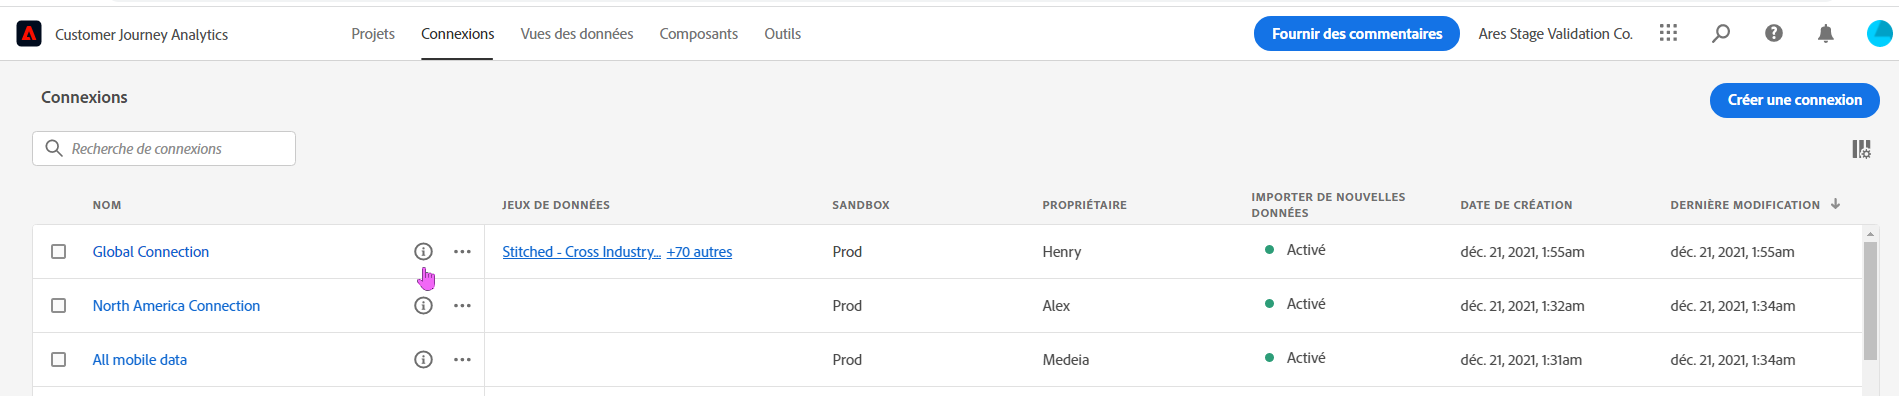 Customer Journey Analytics Projets Connexions Vues des données Composants Outils Fournir des commentaires Ares Stage Validation Co.
Connexions
Créer une connexion
Recherche de connexions
NOM JEUX DE DONNÉES SANDBOX PROPRIÉTAIRE IMPORTER DE NOUVELLES DONNÉES DATE DE CRÉATION DERNIÈRE MODIFICATION
Global Connection Stitched - Cross Industry... +70 autres Prod Henry Activé déc. 21, 2021, 1:55am déc. 21, 2021, 1:55am
North America Connection Prod Alex Activé déc. 21, 2021, 1:32am déc. 21, 2021, 1:34am
All mobile data Prod Medeia Activé déc. 21, 2021, 1:31am déc. 21, 2021, 1:34am